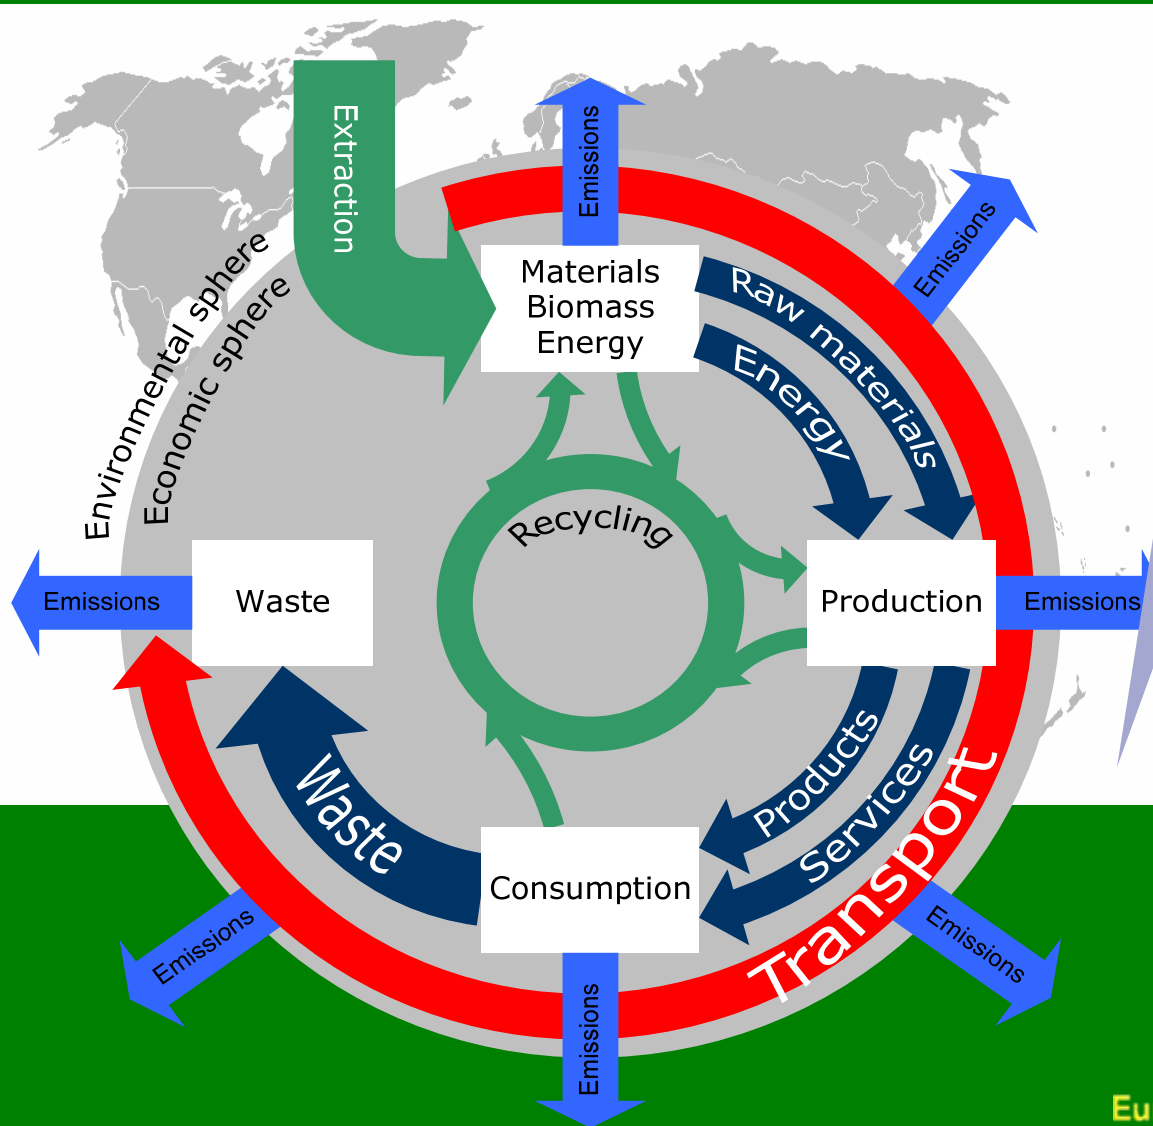 Extraction
Emissions
Emissions
Environmental sphere
Economic sphere
Materials
Biomass
Energy
Raw materials
Energy
Recycling
Emissions
Waste
Production
Emissions
Products
Services
Transport
Waste
Consumption
Emissions
Emissions
Emissions
Eu